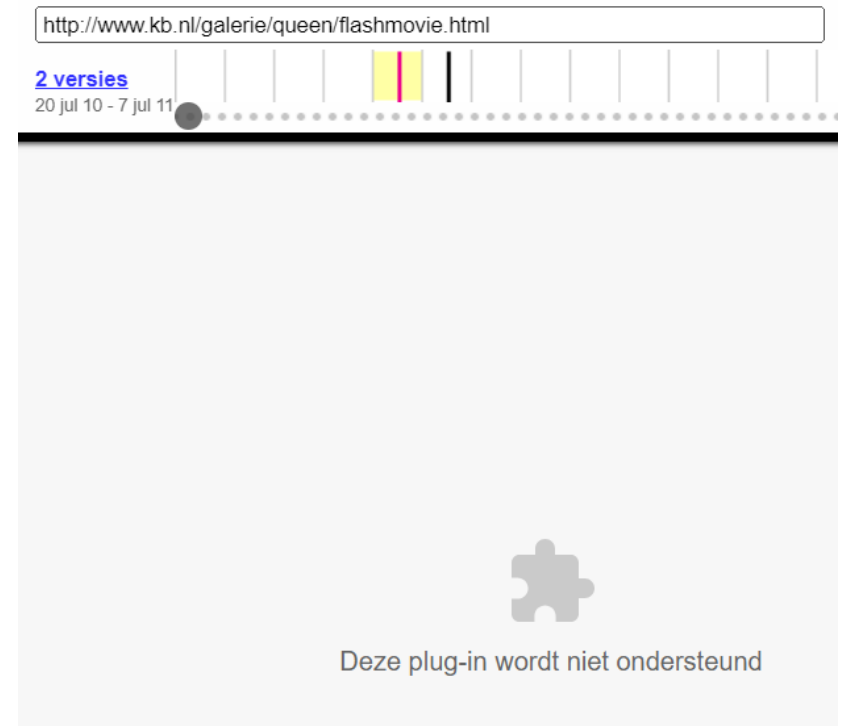 http://www.kb.nl/galerie/queen/flashmovie.html
2 versies
20 jul 10 - 7 jul 11
Deze plug-in wordt niet ondersteund